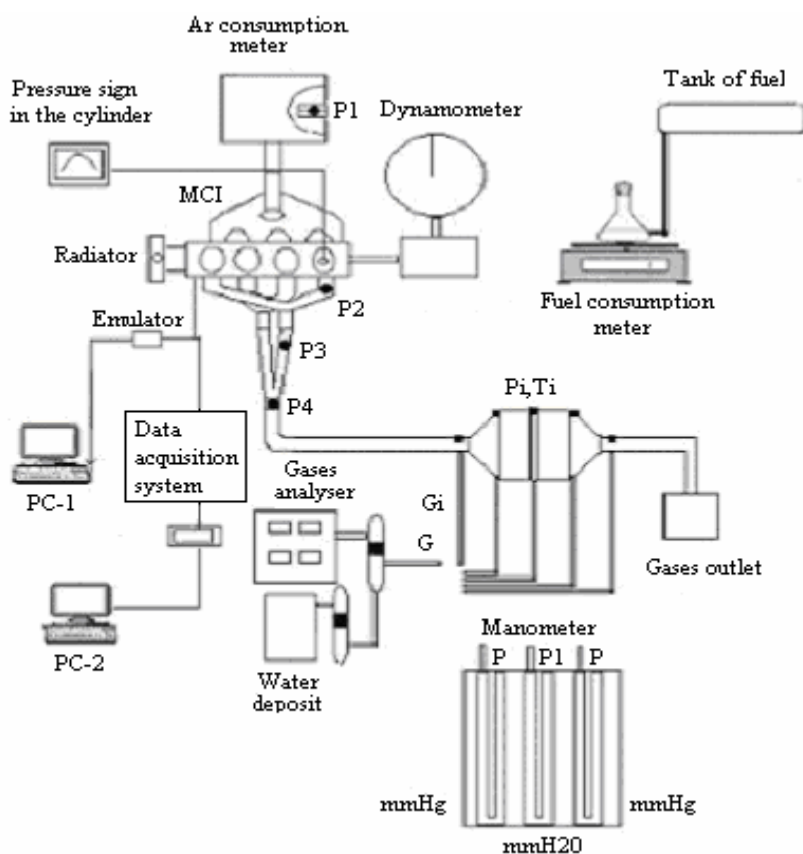 Ar consumption
meter
Pressure sign
in the cylinder
P1
Dynamometer
Tank of fuel
MCI
Radiator
P2
Fuel consumption
meter
Emulator
P3
P4
Pi,Ti
Data
acquisition
system
PC-1
Gases
analyser
Gi
G
Gases outlet
PC-2
Water
deposit
Manometer
P P1 P
mmHg
mmHg
mmH20